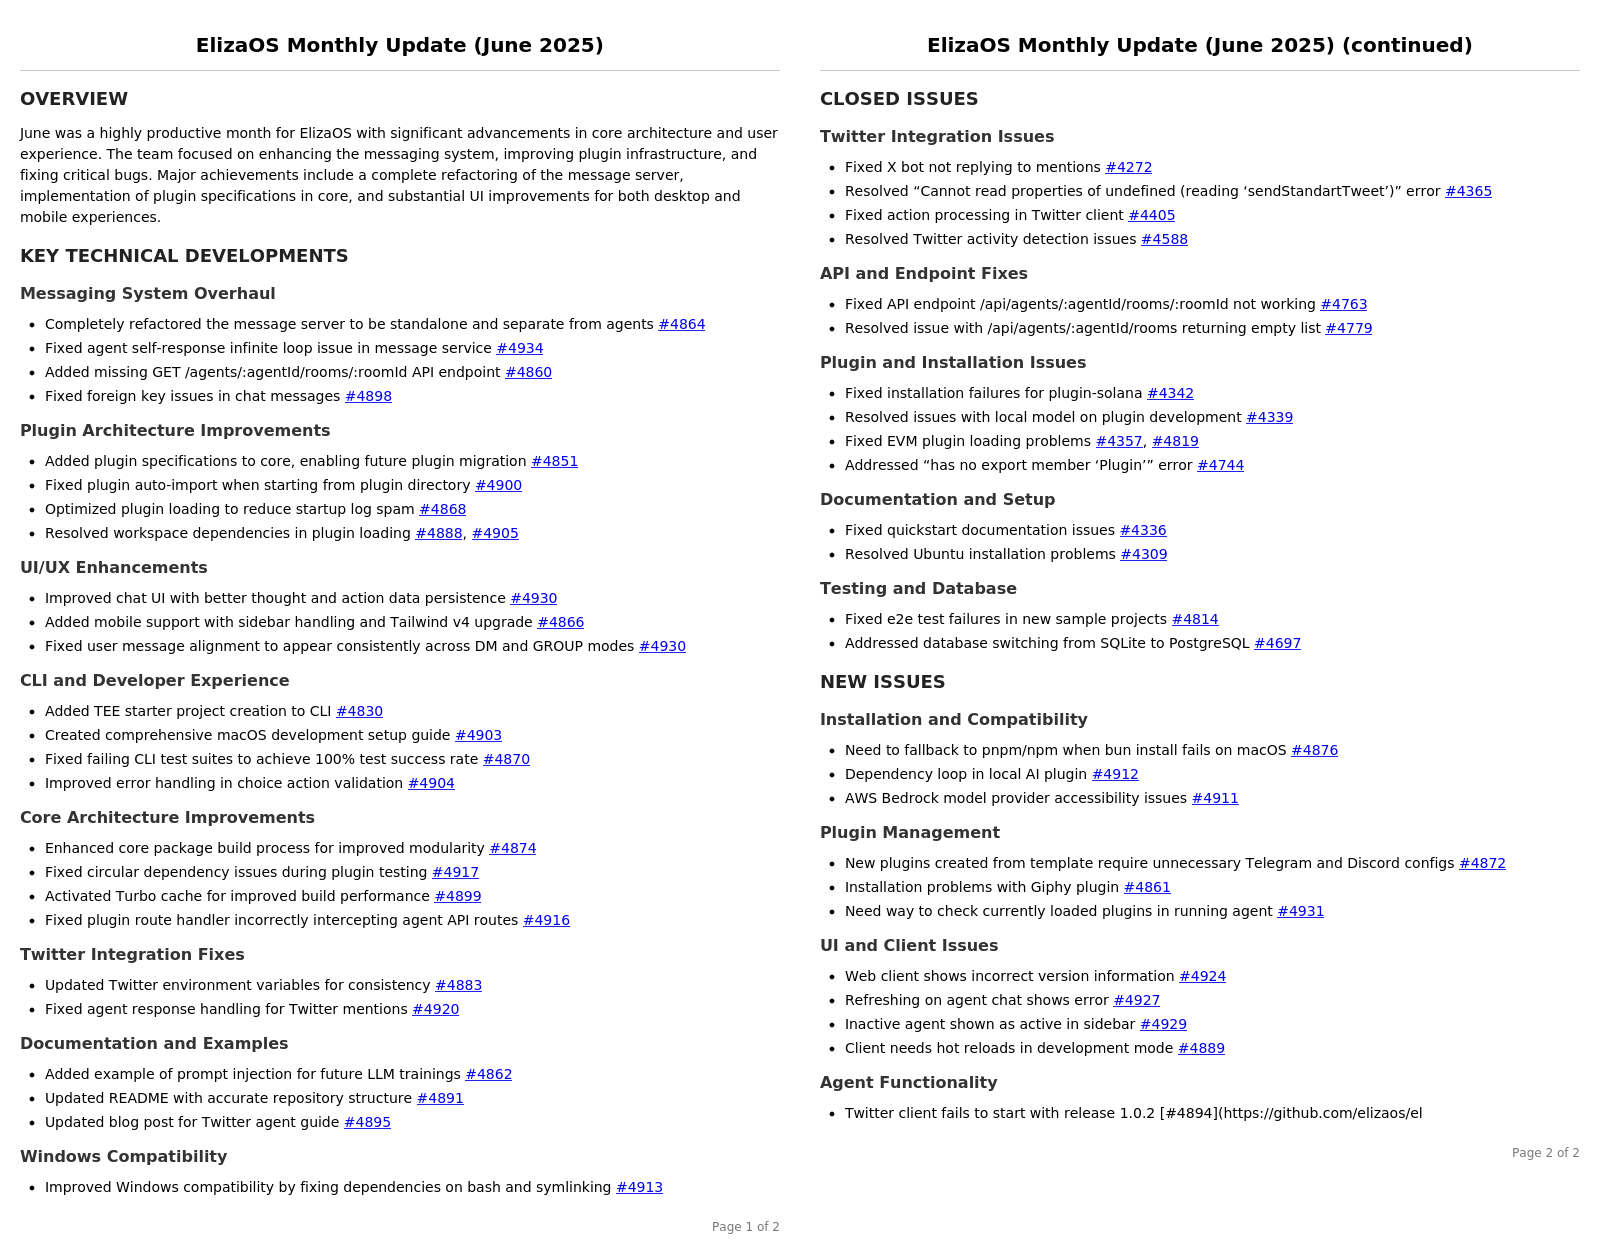 ElizaOS Monthly Update (June 2025)
OVERVIEW
June was a highly productive month for ElizaOS with significant advancements in core architecture and user
experience. The team focused on enhancing the messaging system, improving plugin infrastructure, and
fixing critical bugs. Major achievements include a complete refactoring of the message server,
implementation of plugin specifications in core, and substantial UI improvements for both desktop and
mobile experiences.
KEY TECHNICAL DEVELOPMENTS
Messaging System Overhaul
• Completely refactored the message server to be standalone and separate from agents #4864
• Fixed agent self-response infinite loop issue in message service #4934
• Added missing GET /agents/:agentId/rooms/:roomId API endpoint #4860
• Fixed foreign key issues in chat messages #4898
Plugin Architecture Improvements
• Added plugin specifications to core, enabling future plugin migration #4851
• Fixed plugin auto-import when starting from plugin directory #4900
• Optimized plugin loading to reduce startup log spam #4868
• Resolved workspace dependencies in plugin loading #4888, #4905
UI/UX Enhancements
• Improved chat UI with better thought and action data persistence #4930
• Added mobile support with sidebar handling and Tailwind v4 upgrade #4866
• Fixed user message alignment to appear consistently across DM and GROUP modes #4930
CLI and Developer Experience
• Added TEE starter project creation to CLI #4830
• Created comprehensive macOS development setup guide #4903
• Fixed failing CLI test suites to achieve 100% test success rate #4870
• Improved error handling in choice action validation #4904
Core Architecture Improvements
• Enhanced core package build process for improved modularity #4874
• Fixed circular dependency issues during plugin testing #4917
• Activated Turbo cache for improved build performance #4899
• Fixed plugin route handler incorrectly intercepting agent API routes #4916
Twitter Integration Fixes
• Updated Twitter environment variables for consistency #4883
• Fixed agent response handling for Twitter mentions #4920
Documentation and Examples
• Added example of prompt injection for future LLM trainings #4862
• Updated README with accurate repository structure #4891
• Updated blog post for Twitter agent guide #4895
Windows Compatibility
• Improved Windows compatibility by fixing dependencies on bash and symlinking #4913
Page 1 of 2
ElizaOS Monthly Update (June 2025) (continued)
CLOSED ISSUES
Twitter Integration Issues
• Fixed X bot not replying to mentions #4272
• Resolved “Cannot read properties of undefined (reading ‘sendStandartTweet’)” error #4365
• Fixed action processing in Twitter client #4405
• Resolved Twitter activity detection issues #4588
API and Endpoint Fixes
• Fixed API endpoint /api/agents/:agentId/rooms/:roomId not working #4763
• Resolved issue with /api/agents/:agentId/rooms returning empty list #4779
Plugin and Installation Issues
• Fixed installation failures for plugin-solana #4342
• Resolved issues with local model on plugin development #4339
• Fixed EVM plugin loading problems #4357, #4819
• Addressed “has no export member ‘Plugin’” error #4744
Documentation and Setup
• Fixed quickstart documentation issues #4336
• Resolved Ubuntu installation problems #4309
Testing and Database
• Fixed e2e test failures in new sample projects #4814
• Addressed database switching from SQLite to PostgreSQL #4697
NEW ISSUES
Installation and Compatibility
• Need to fallback to pnpm/npm when bun install fails on macOS #4876
• Dependency loop in local AI plugin #4912
• AWS Bedrock model provider accessibility issues #4911
Plugin Management
• New plugins created from template require unnecessary Telegram and Discord configs #4872
• Installation problems with Giphy plugin #4861
• Need way to check currently loaded plugins in running agent #4931
UI and Client Issues
• Web client shows incorrect version information #4924
• Refreshing on agent chat shows error #4927
• Inactive agent shown as active in sidebar #4929
• Client needs hot reloads in development mode #4889
Agent Functionality
• Twitter client fails to start with release 1.0.2 [#4894](https://github.com/elizaos/el
Page 2 of 2